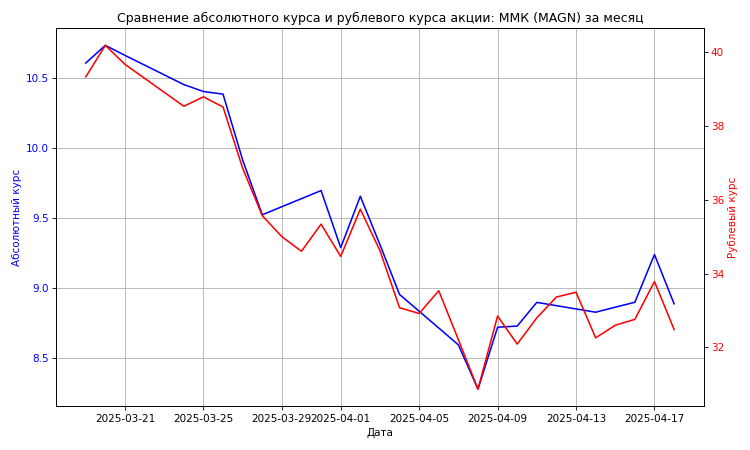 Сравнение абсолютного курса и рублевого курса акции: ММК (MAGN) за месяц
Абсолютный курс
10.5
10.0
9.5
9.0
8.5
40
38
36
34
32
Рублевый курс
2025-03-21 2025-03-25 2025-03-29 2025-04-01 2025-04-05 2025-04-09 2025-04-13 2025-04-17
Дата